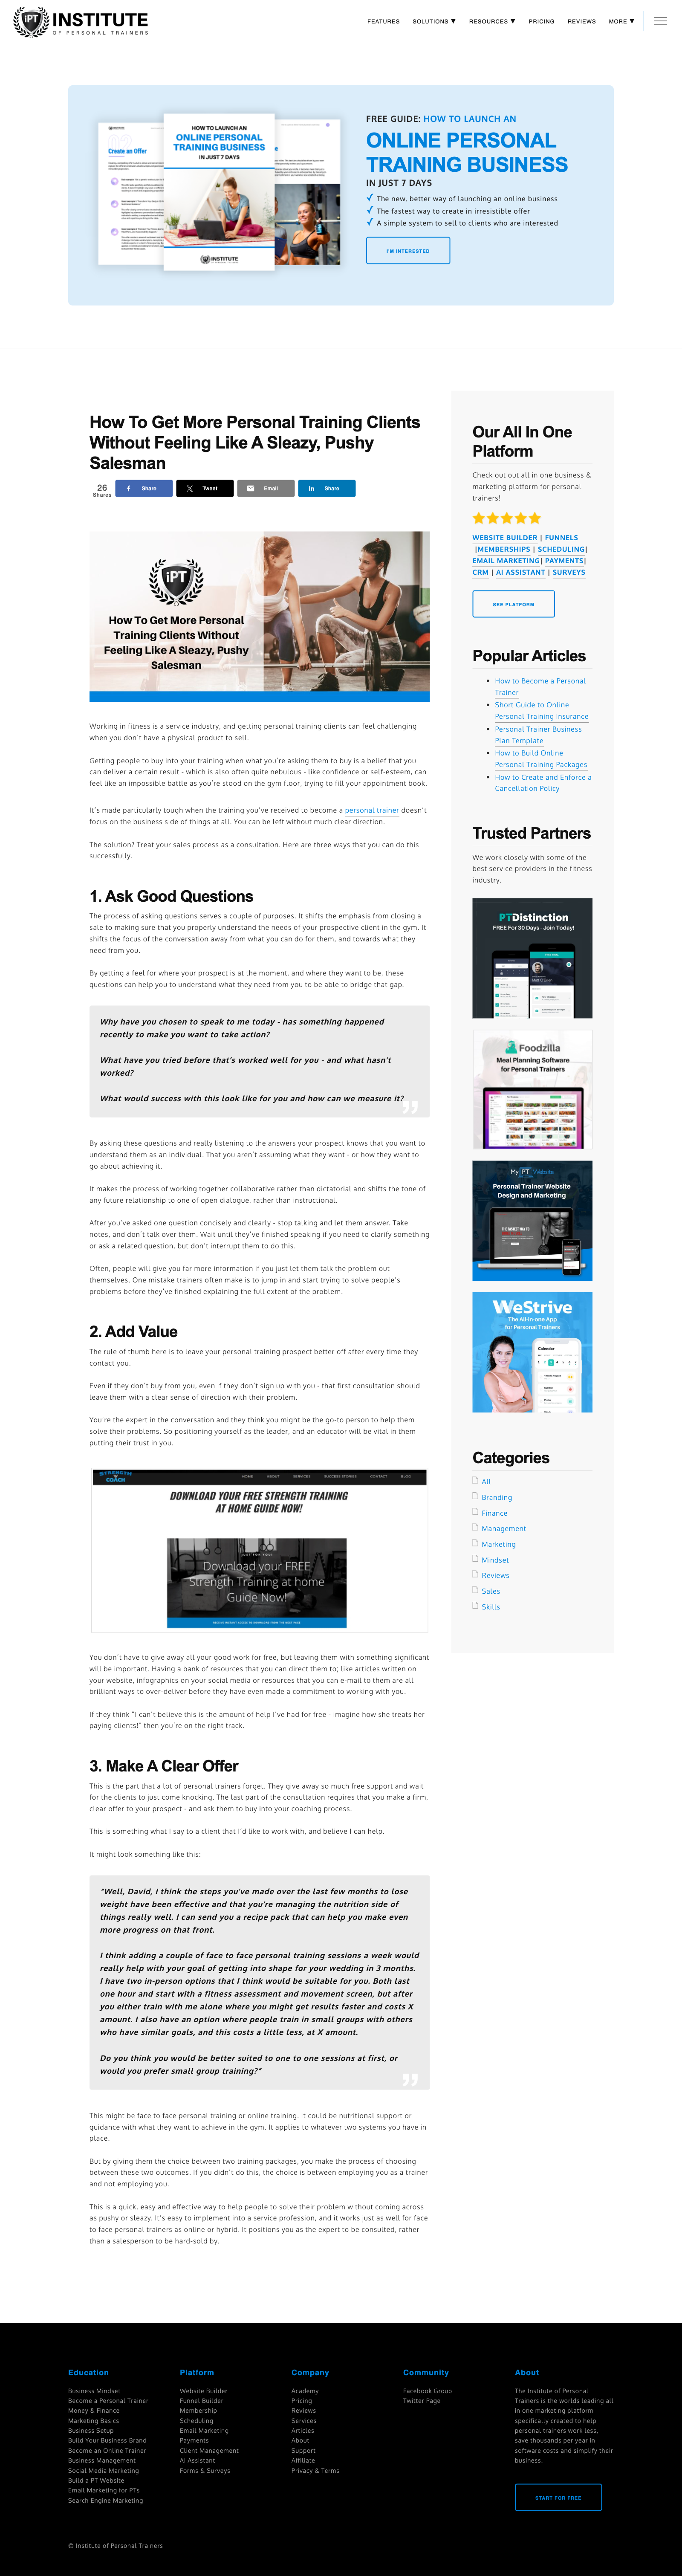 iPT INSTITUTE
OF PERSONAL TRAINERS
FEATURES SOLUTIONS ▼ RESOURCES ▼ PRICING REVIEWS MORE ▼
Create an Offer
HOW TO LAUNCH AN
ONLINE PERSONAL
TRAINING BUSINESS
IN JUST 7 DAYS
INSTITUTE
FREE GUIDE: HOW TO LAUNCH AN
ONLINE PERSONAL
TRAINING BUSINESS
IN JUST 7 DAYS
The new, better way of launching an online business
The fastest way to create in irresistible offer
A simple system to sell to clients who are interested
I'M INTERESTED
How To Get More Personal Training Clients
Without Feeling Like A Sleazy, Pushy
Salesman
26
Shares
Share
Tweet
Email
Share
iPT
How To Get More Personal
Training Clients Without
Feeling Like A Sleazy, Pushy
Salesman
Working in fitness is a service industry, and getting personal training clients can feel challenging
when you don't have a physical product to sell.
Getting people to buy into your training when what you're asking them to buy is a belief that you
can deliver a certain result - which is also often quite nebulous - like confidence or self-esteem, can
feel like an impossible battle as you're stood on the gym floor, trying to fill your appointment book.
It's made particularly tough when the training you've received to become a personal trainer doesn't
focus on the business side of things at all. You can be left without much clear direction.
The solution? Treat your sales process as a consultation. Here are three ways that you can do this
successfully.
1. Ask Good Questions
The process of asking questions serves a couple of purposes. It shifts the emphasis from closing a
sale to making sure that you properly understand the needs of your prospective client in the gym. It
shifts the focus of the conversation away from what you can do for them, and towards what they
need from you.
By getting a feel for where your prospect is at the moment, and where they want to be, these
questions can help you to understand what they need from you to be able to bridge that gap.
Why have you chosen to speak to me today - has something happened
recently to make you want to take action?
What have you tried before that's worked well for you - and what hasn't
worked?
What would success with this look like for you and how can we measure it?
By asking these questions and really listening to the answers your prospect knows that you want to
understand them as an individual. That you aren't assuming what they want - or how they want to
go about achieving it.
It makes the process of working together collaborative rather than dictatorial and shifts the tone of
any future relationship to one of open dialogue, rather than instructional.
After you've asked one question concisely and clearly - stop talking and let them answer. Take
notes, and don't talk over them. Wait until they've finished speaking if you need to clarify something
or ask a related question, but don't interrupt them to do this.
Often, people will give you far more information if you just let them talk the problem out
themselves. One mistake trainers often make is to jump in and start trying to solve people's
problems before they've finished explaining the full extent of the problem.
2. Add Value
The rule of thumb here is to leave your personal training prospect better off after every time they
contact you.
Even if they don't buy from you, even if they don't sign up with you - that first consultation should
leave them with a clear sense of direction with their problem.
You're the expert in the conversation and they think you might be the go-to person to help them
solve their problems. So positioning yourself as the leader, and an educator will be vital in them
putting their trust in you.
STRENGTH COACH
HOME ABOUT SERVICES SUCCESS STORIES CONTACT BLOG
DOWNLOAD YOUR FREE STRENGTH TRAINING
AT HOME GUIDE NOW!
JUST FOR YOU!
Download your FREE
Strength Training at home
Guide Now!
You don't have to give away all your good work for free, but leaving them with something significant
will be important. Having a bank of resources that you can direct them to; like articles written on
your website, infographics on your social media or resources that you can e-mail to them are all
brilliant ways to over-deliver before they have even made a commitment to working with you.
If they think "I can't believe this is the amount of help I've had for free - imagine how she treats her
paying clients!" then you're on the right track.
3. Make A Clear Offer
This is the part that a lot of personal trainers forget. They give away so much free support and wait
for the clients to just come knocking. The last part of the consultation requires that you make a firm,
clear offer to your prospect - and ask them to buy into your coaching process.
This is something what I say to a client that I'd like to work with, and believe I can help.
It might look something like this:
"Well, David, I think the steps you've made over the last few months to lose
weight have been effective and that you're managing the nutrition side of
things really well. I can send you a recipe pack that can help you make even
more progress on that front.
I think adding a couple of face to face personal training sessions a week would
really help with your goal of getting into shape for your wedding in 3 months.
I have two in-person options that I think would be suitable for you. Both last
one hour and start with a fitness assessment and movement screen, but after
you either train with me alone where you might get results faster and costs X
amount. I also have an option where people train in small groups with others
who have similar goals, and this costs a little less, at X amount.
Do you think you would be better suited to one to one sessions at first, or
would you prefer small group training?"
This might be face to face personal training or online training. It could be nutritional support or
guidance with what they want to achieve in the gym. It applies to whatever two systems you have in
place.
But by giving them the choice between two training packages, you make the process of choosing
between these two outcomes. If you didn't do this, the choice is between employing you as a trainer
and not employing you.
This is a quick, easy and effective way to help people to solve their problem without coming across
as pushy or sleazy. It's easy to implement into a service profession, and it works just as well for face
to face personal trainers as online or hybrid. It positions you as the expert to be consulted, rather
than a salesperson to be hard-sold by.
Our All In One
Platform
Check out out all in one business &
marketing platform for personal
trainers!
WEBSITE BUILDER | FUNNELS
|MEMBERSHIPS | SCHEDULING|
EMAIL MARKETING| PAYMENTS|
CRM | AI ASSISTANT | SURVEYS
SEE PLATFORM
Popular Articles
How to Become a Personal
Trainer
Short Guide to Online
Personal Training Insurance
Personal Trainer Business
Plan Template
How to Build Online
Personal Training Packages
How to Create and Enforce a
Cancellation Policy
Trusted Partners
We work closely with some of the
best service providers in the fitness
industry.
PTDistinction
FREE For 30 Days - Join Today!
Foodzilla
Meal Planning Software
for Personal Trainers
My PT Website
Personal Trainer Website
Design and Marketing
WeStrive
The All-in-one App
for Personal Trainers
Calendar
Categories
All
Branding
Finance
Management
Marketing
Mindset
Reviews
Sales
Skills
Education
Business Mindset
Become a Personal Trainer
Money & Finance
Marketing Basics
Business Setup
Build Your Business Brand
Become an Online Trainer
Business Management
Social Media Marketing
Build a PT Website
Email Marketing for PTs
Search Engine Marketing
Platform
Website Builder
Funnel Builder
Membership
Scheduling
Email Marketing
Payments
Client Management
AI Assistant
Forms & Surveys
Company
Academy
Pricing
Reviews
Services
Articles
About
Support
Affiliate
Privacy & Terms
Community
Facebook Group
Twitter Page
About
The Institute of Personal
Trainers is the worlds leading all
in one marketing platform
specifically created to help
personal trainers work less,
save thousands per year in
software costs and simplify their
business.
START FOR FREE
© Institute of Personal Trainers